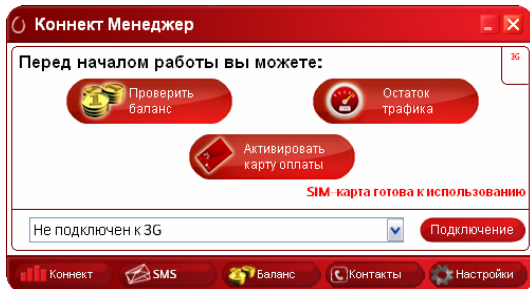 Коннект Менеджер
Перед началом работы вы можете:
3G
Проверить
баланс
Остаток
трафика
Активировать
карту оплаты
SIM-карта готова к использованию
Не подключен к 3G
Подключение
Коннект
SMS
Баланс
Контакты
Настройки